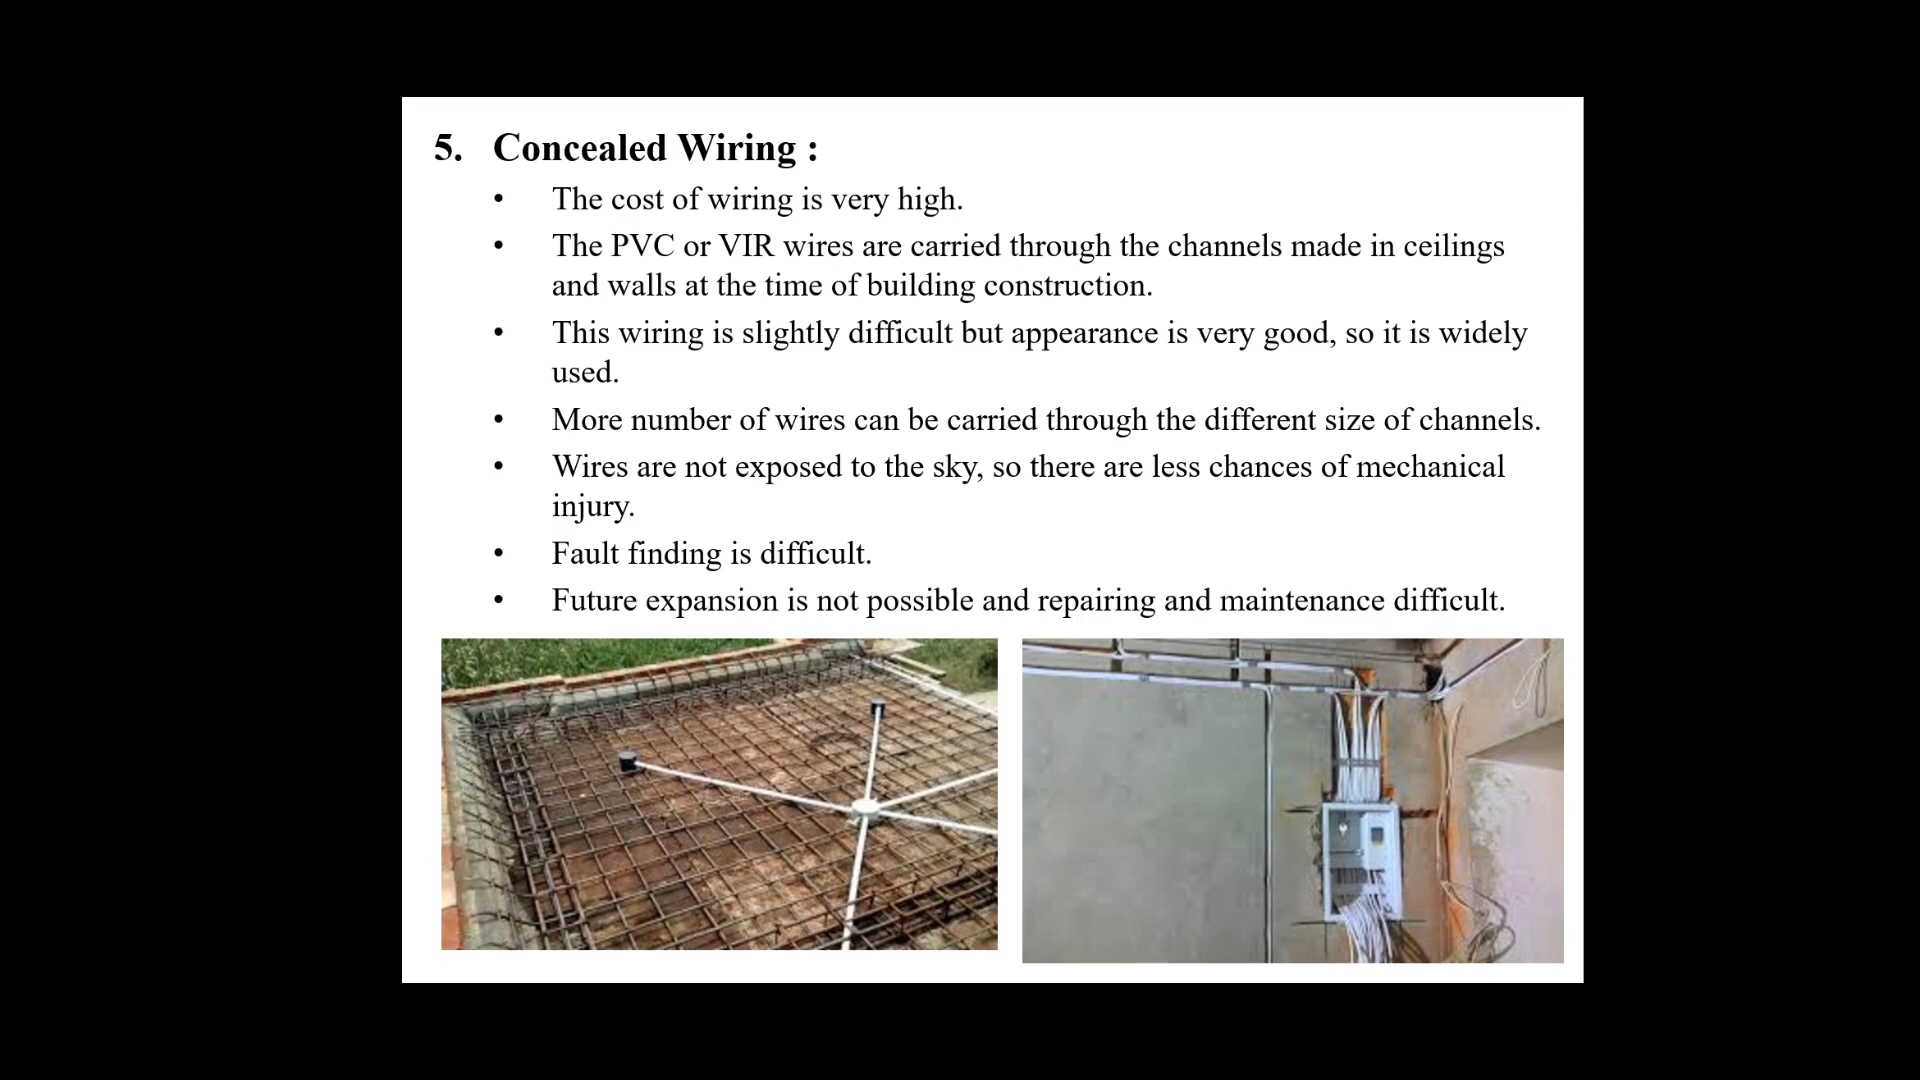 5. Concealed Wiring :
• The cost of wiring is very high.
• The PVC or VIR wires are carried through the channels made in ceilings
and walls at the time of building construction.
• This wiring is slightly difficult but appearance is very good, so it is widely
used.
• More number of wires can be carried through the different size of channels.
• Wires are not exposed to the sky, so there are less chances of mechanical
injury.
• Fault finding is difficult.
• Future expansion is not possible and repairing and maintenance difficult.